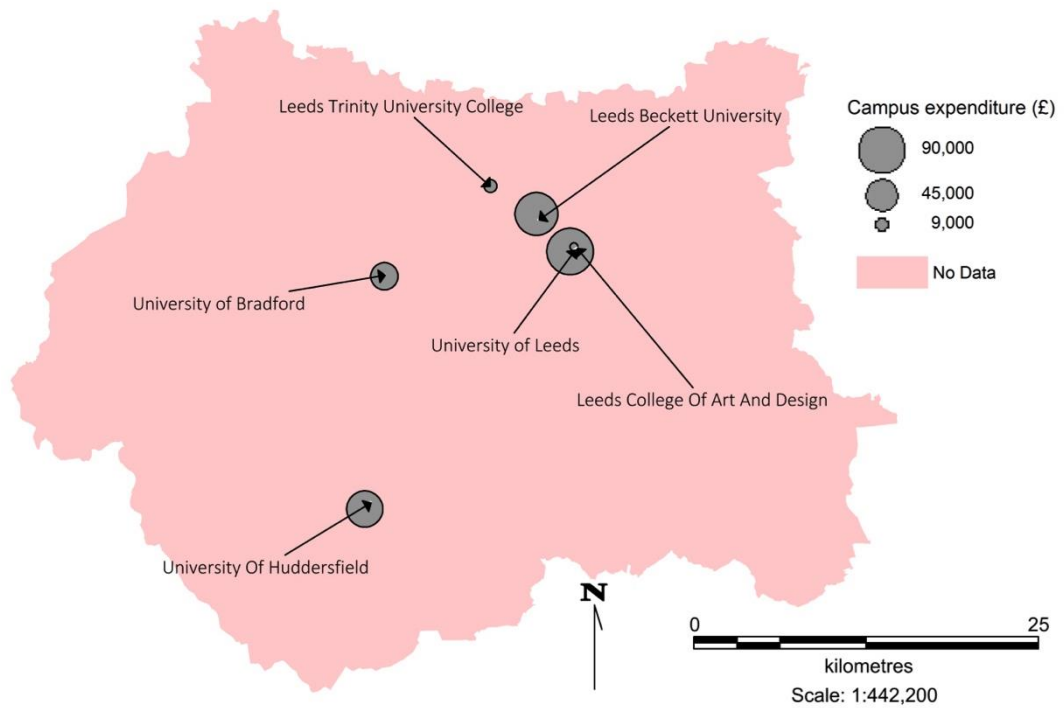 Leeds Trinity University College
Leeds Beckett University
Campus expenditure (£)
90,000
45,000
9,000
No Data
University of Bradford
University of Leeds
Leeds College Of Art And Design
University Of Huddersfield
N
0 25
kilometres
Scale: 1:442,200